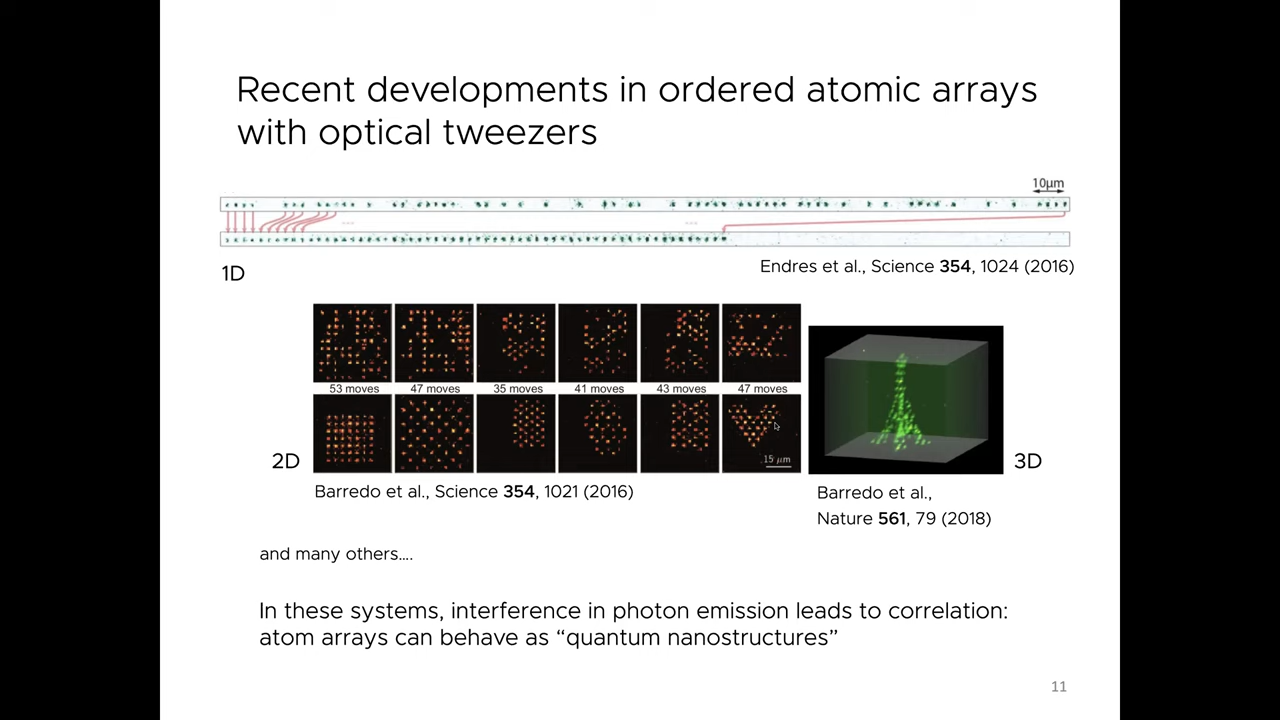 Recent developments in ordered atomic arrays
with optical tweezers
10μm
1D
Endres et al., Science 354, 1024 (2016)
53 moves
47 moves
35 moves
41 moves
43 moves
47 moves
15 μm
2D
3D
Barredo et al., Science 354, 1021 (2016)
Barredo et al.,
Nature 561, 79 (2018)
and many others....
In these systems, interference in photon emission leads to correlation:
atom arrays can behave as “quantum nanostructures”
11